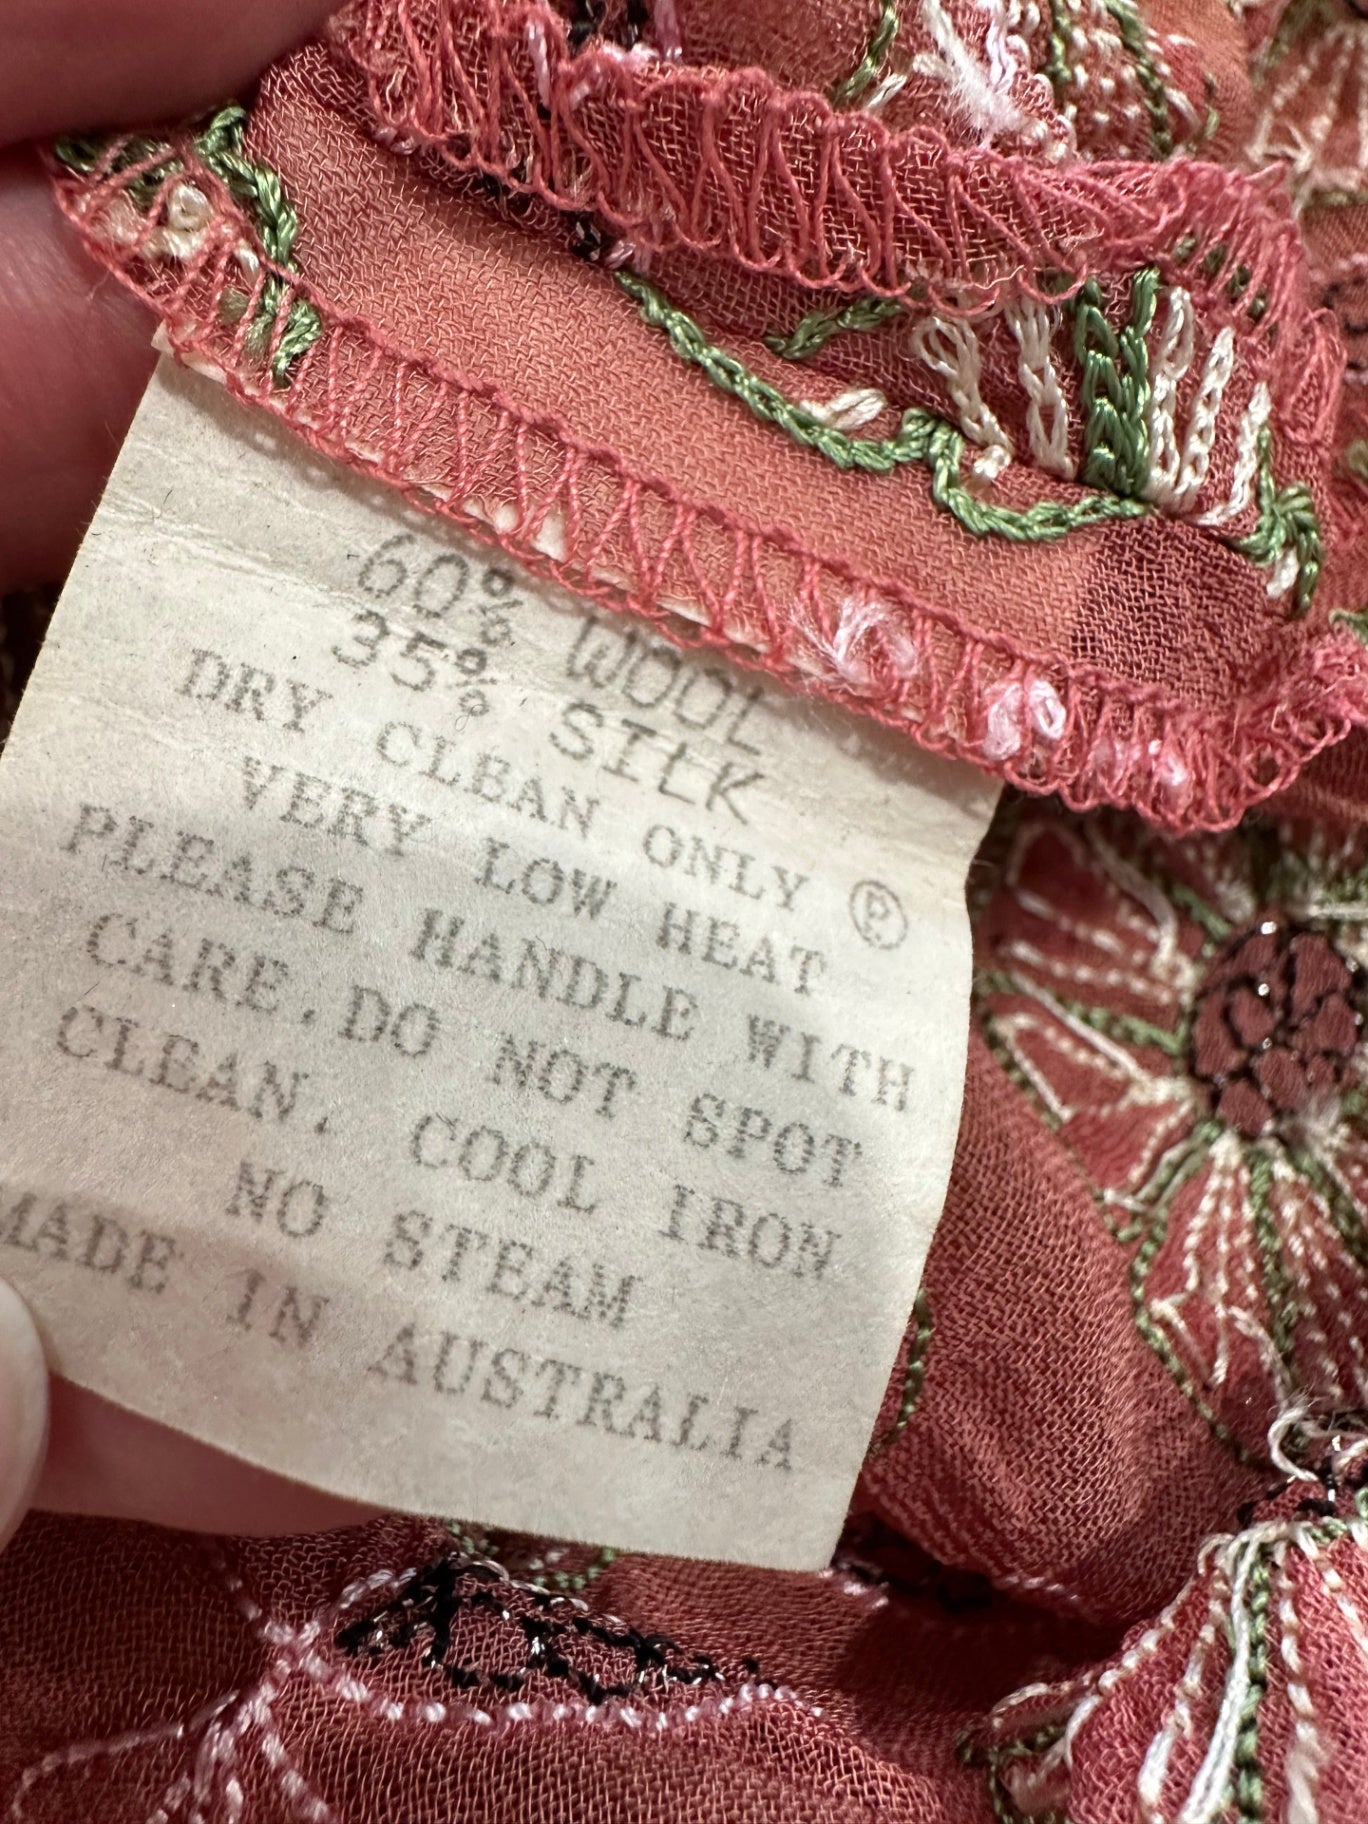 60% WOOL
35% SILK
DRY CLEAN ONLY Ⓟ
VERY LOW HEAT
PLEASE HANDLE WITH
CARE. DO NOT SPOT
CLEAN. COOL IRON
NO STEAM
MADE IN AUSTRALIA